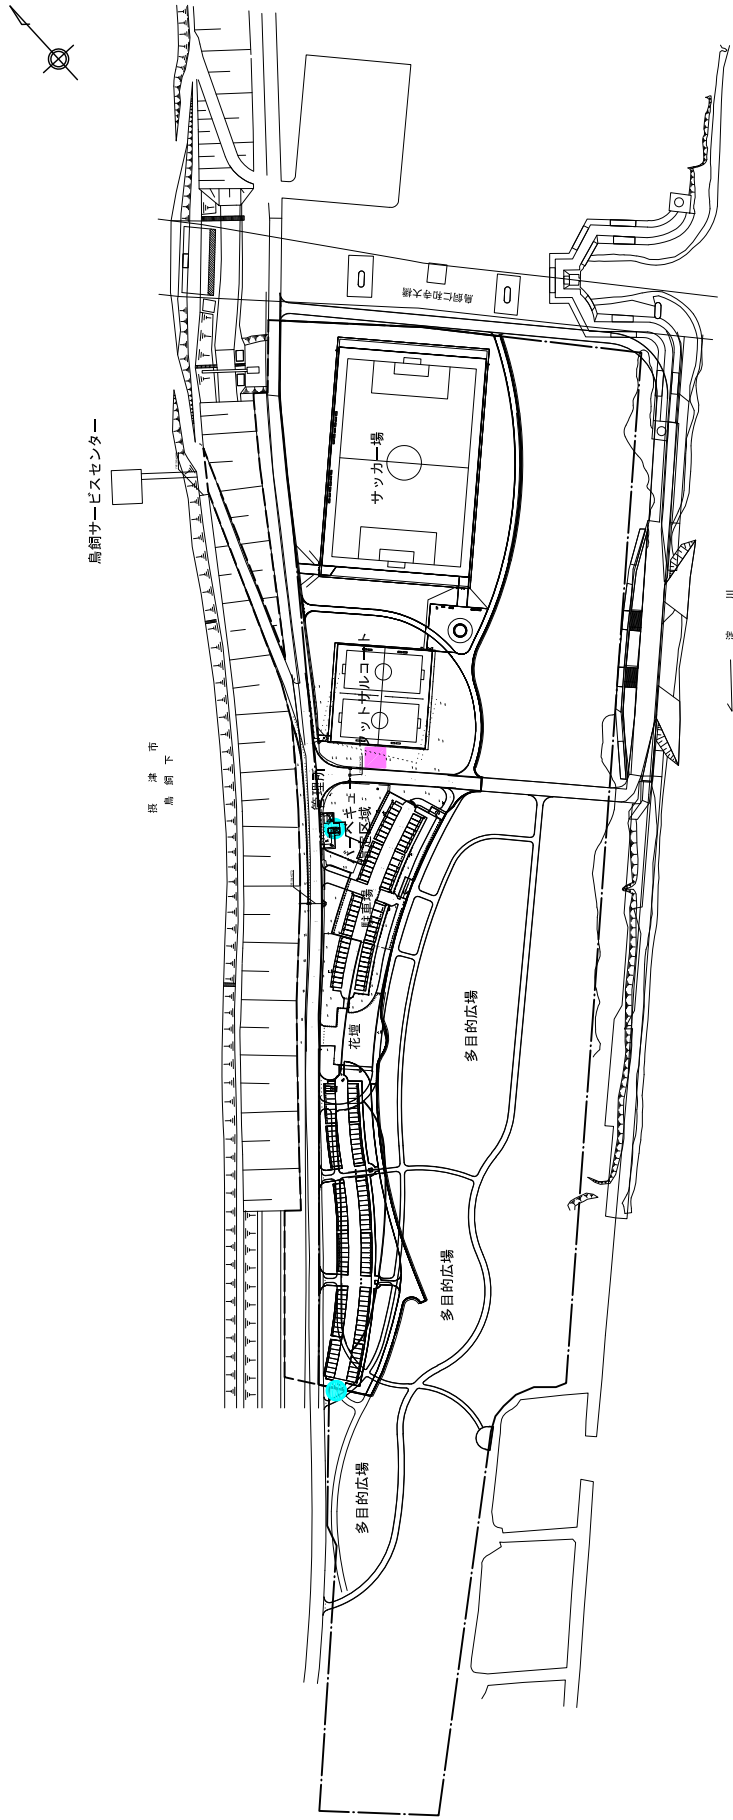 鳥飼仁和寺大橋
サッカー場
鳥飼サービスセンター
淀川
フットサルコート
摂津市
鳥飼下
管理所
バーベキュー
区域
駐車場
花壇
多目的広場
多目的広場
多目的広場